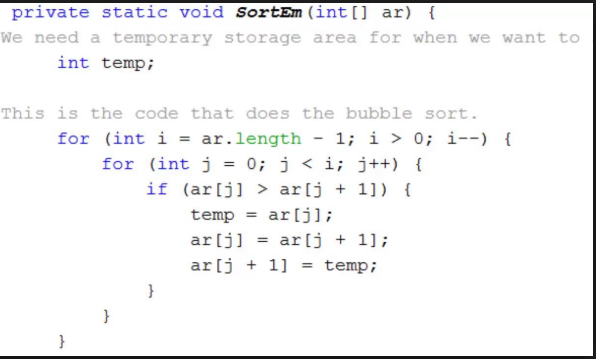 private static void SortEm(int[] ar) {
We need a temporary storage area for when we want to
int temp;
This is the code that does the bubble sort.
for (int i = ar.length - 1; i > 0; i--) {
for (int j = 0; j < i; j++) {
if (ar[j] > ar[j + 1]) {
temp = ar[j];
ar[j] = ar[j + 1];
ar[j + 1] = temp;
}
}
}